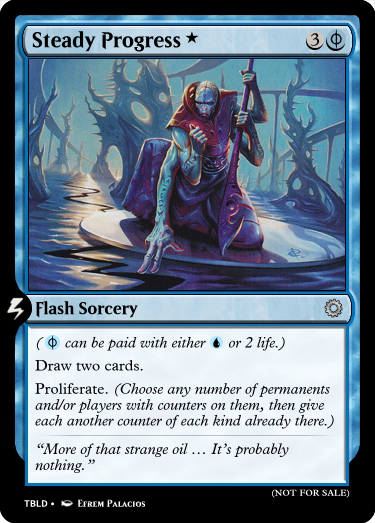 Steady Progress ★ 3
Flash Sorcery
( can be paid with either or 2 life.)
Draw two cards.
Proliferate. (Choose any number of permanents
and/or players with counters on them, then give
each another counter of each kind already there.)
“More of that strange oil … It’s probably
nothing.”
(NOT FOR SALE)
TBLD • Efrem Palacios